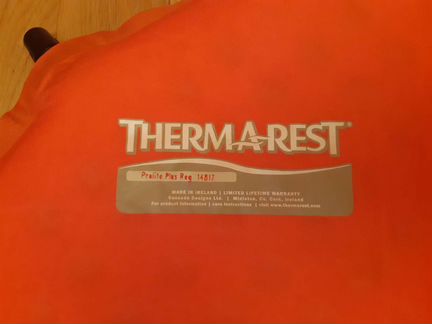 THERMAREST®
Prolite Plus Reg 14817
MADE IN IRELAND | LIMITED LIFETIME WARRANTY
Cascade Designs Ltd. | Midleton, Co. Cork, Ireland
For product information | care instructions | visit www.thermarest.com